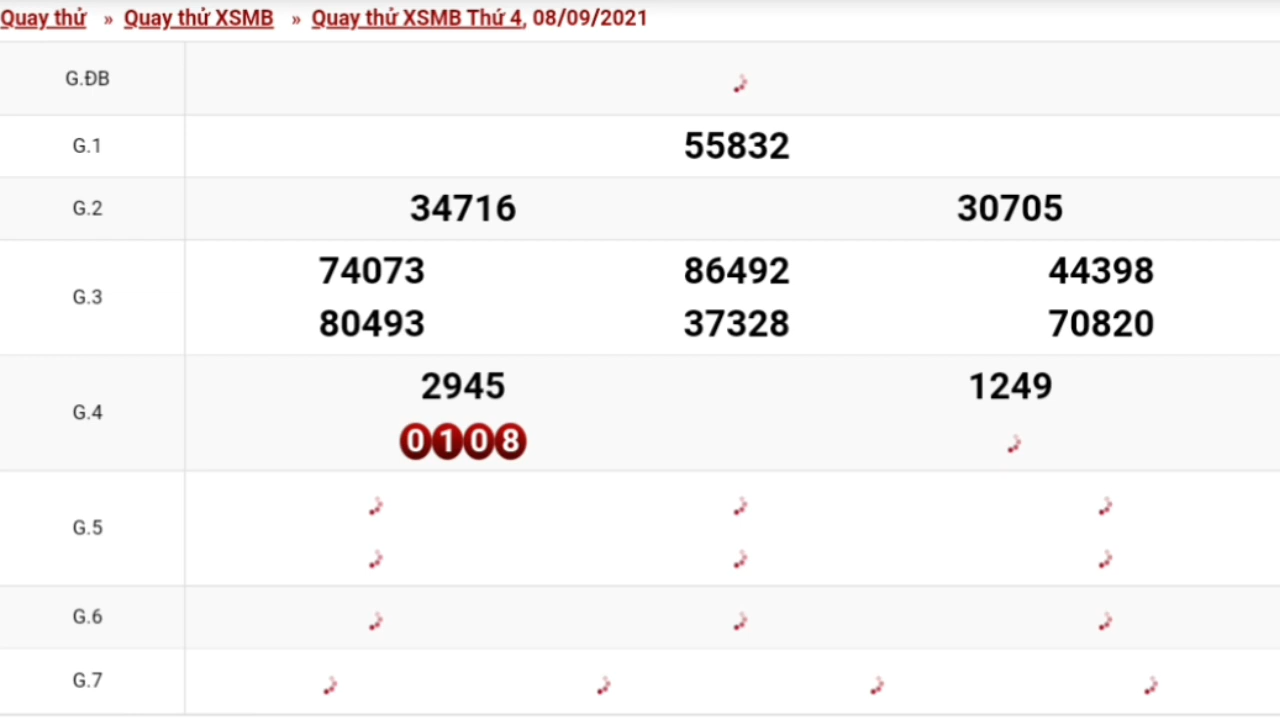 Quay thử » Quay thử XSMB » Quay thử XSMB Thứ 4, 08/09/2021
G.ĐB
G.1 55832
G.2 34716 30705
G.3 74073 86492 44398
80493 37328 70820
G.4 2945 1249
0108
G.5
G.6
G.7